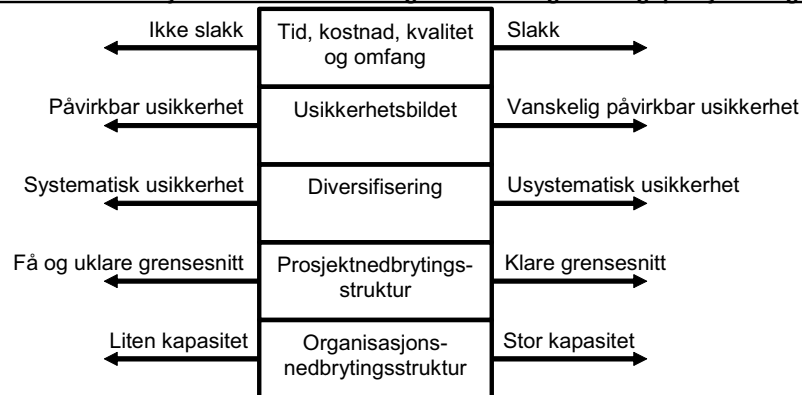 Ikke slakk
Tid, kostnad, kvalitet
og omfang
Slakk
Påvirkbar usikkerhet
Usikkerhetsbildet
Vanskelig påvirkbar usikkerhet
Systematisk usikkerhet
Diversifisering
Usystematisk usikkerhet
Få og uklare grensesnitt
Prosjektnedbrytings-
struktur
Klare grensesnitt
Liten kapasitet
Organisasjons-
nedbrytingsstruktur
Stor kapasitet